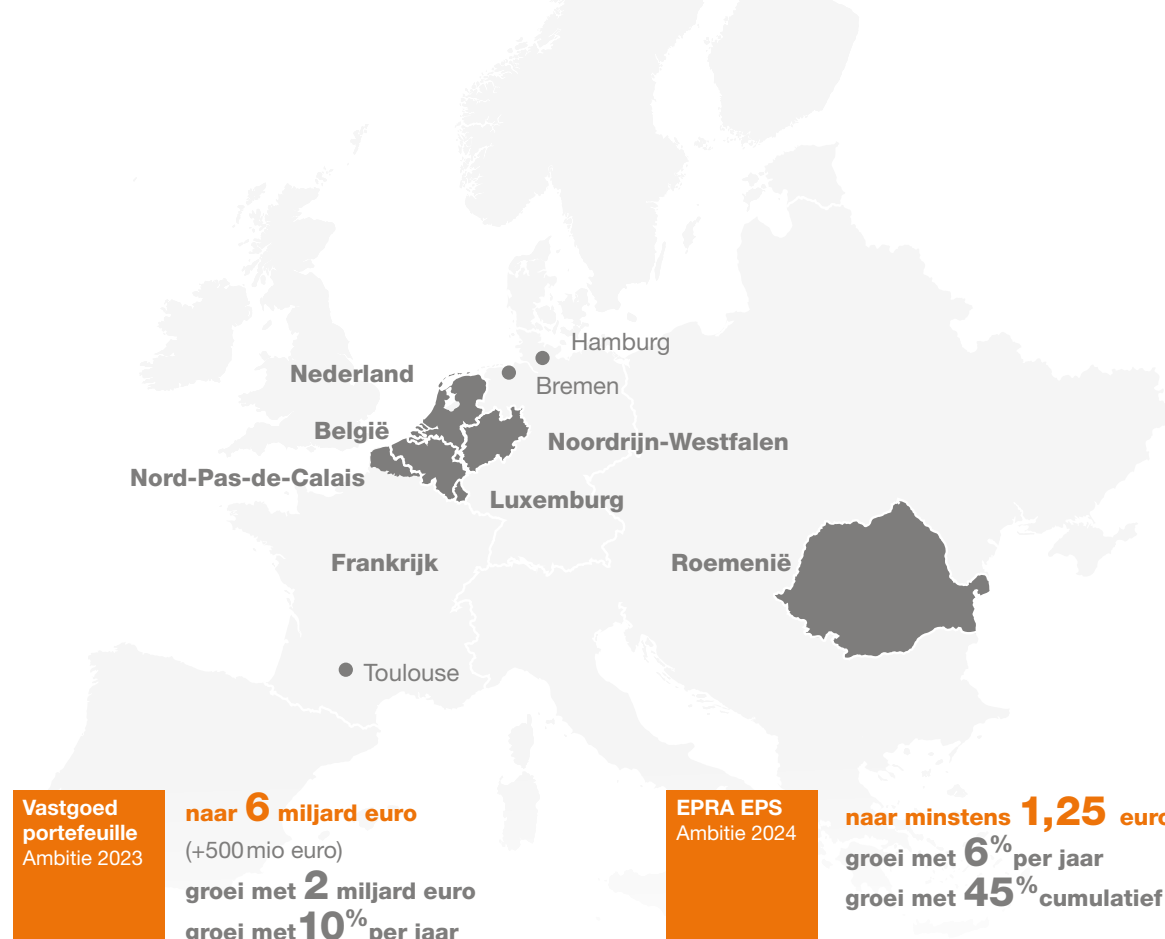 Hamburg
Nederland
Bremen
België
Noordrijn-Westfalen
Nord-Pas-de-Calais
Luxemburg
Frankrijk
Roemenië
Toulouse
Vastgoed
portefeuille
Ambitie 2023
naar 6 miljard euro
(+500 mio euro)
groei met 2 miljard euro
groei met 10% per jaar
EPRA EPS
Ambitie 2024
naar minstens 1,25 euro
groei met 6% per jaar
groei met 45% cumulatief